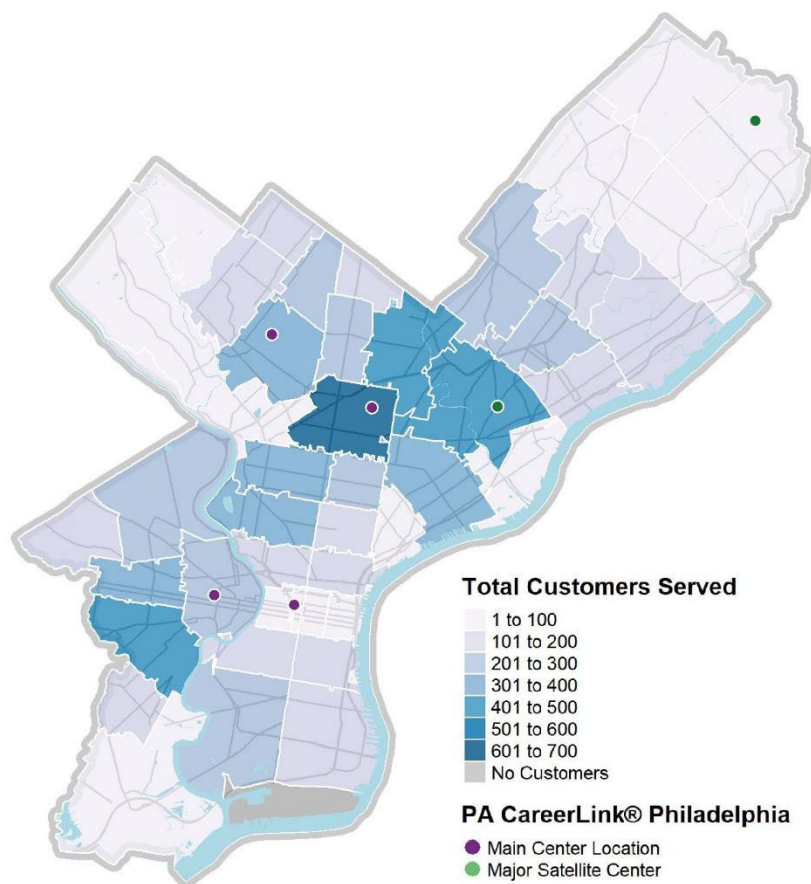 Total Customers Served
1 to 100
101 to 200
201 to 300
301 to 400
401 to 500
501 to 600
601 to 700
No Customers
PA CareerLink® Philadelphia
Main Center Location
Major Satellite Center